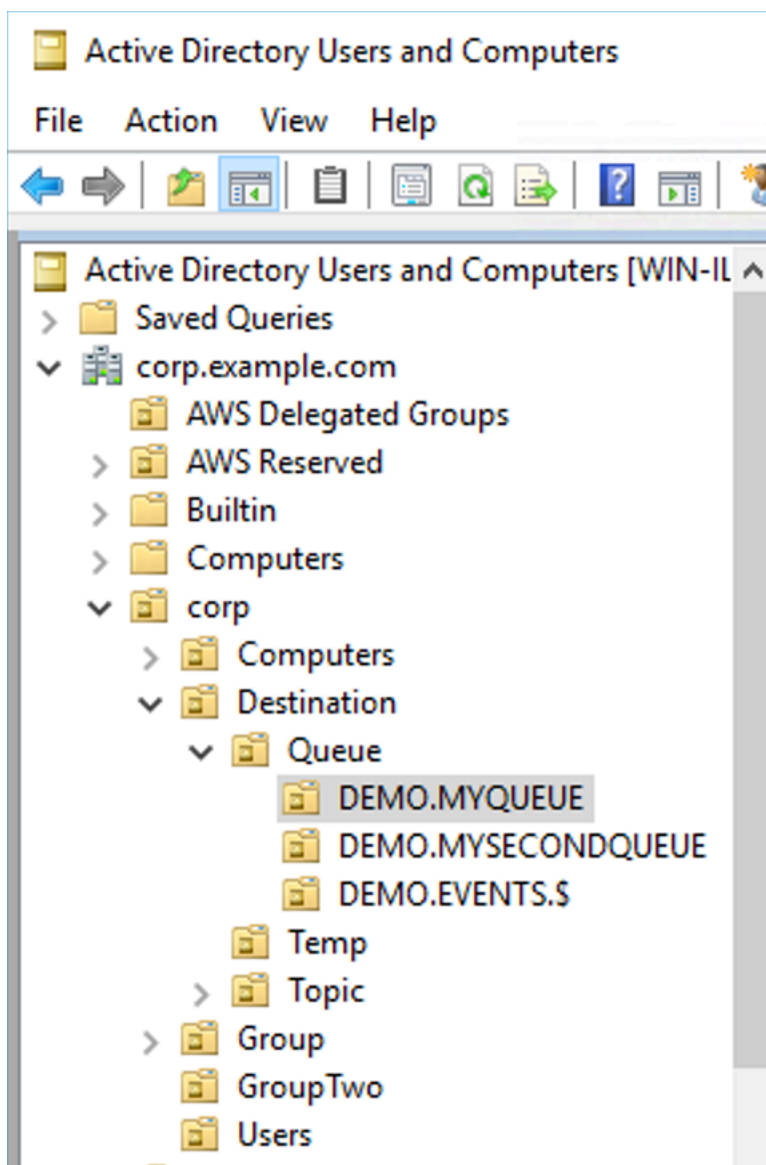 Active Directory Users and Computers
File Action View Help
Active Directory Users and Computers [WIN-IL
Saved Queries
corp.example.com
AWS Delegated Groups
AWS Reserved
Builtin
Computers
corp
Computers
Destination
Queue
DEMO.MYQUEUE
DEMO.MYSECONDQUEUE
DEMO.EVENTS.$
Temp
Topic
Group
GroupTwo
Users